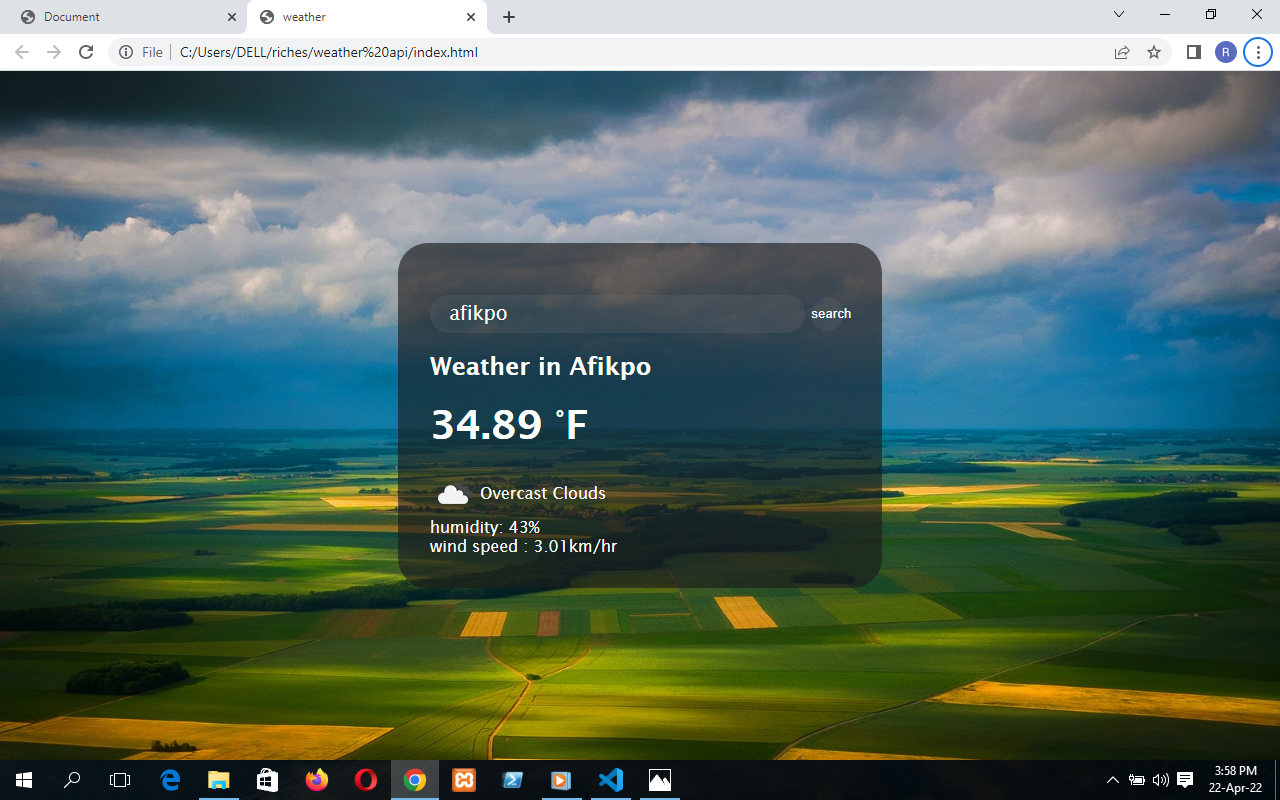 Document
weather
File
C:/Users/DELL/riches/weather%20api/index.html
R
afikpo
search
Weather in Afikpo
34.89 °F
Overcast Clouds
humidity: 43%
wind speed : 3.01km/hr
3:58 PM
22-Apr-22